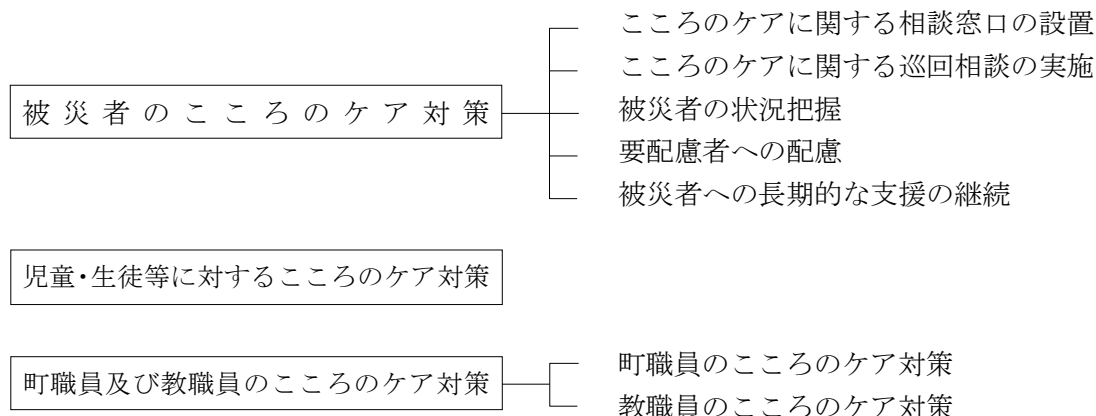 こころのケアに関する相談窓口の設置
こころのケアに関する巡回相談の実施
被災者のこころのケア対策
被災者の状況把握
要配慮者への配慮
被災者への長期的な支援の継続
児童・生徒等に対するこころのケア対策
町職員及び教職員のこころのケア対策
町職員のこころのケア対策
教職員のこころのケア対策